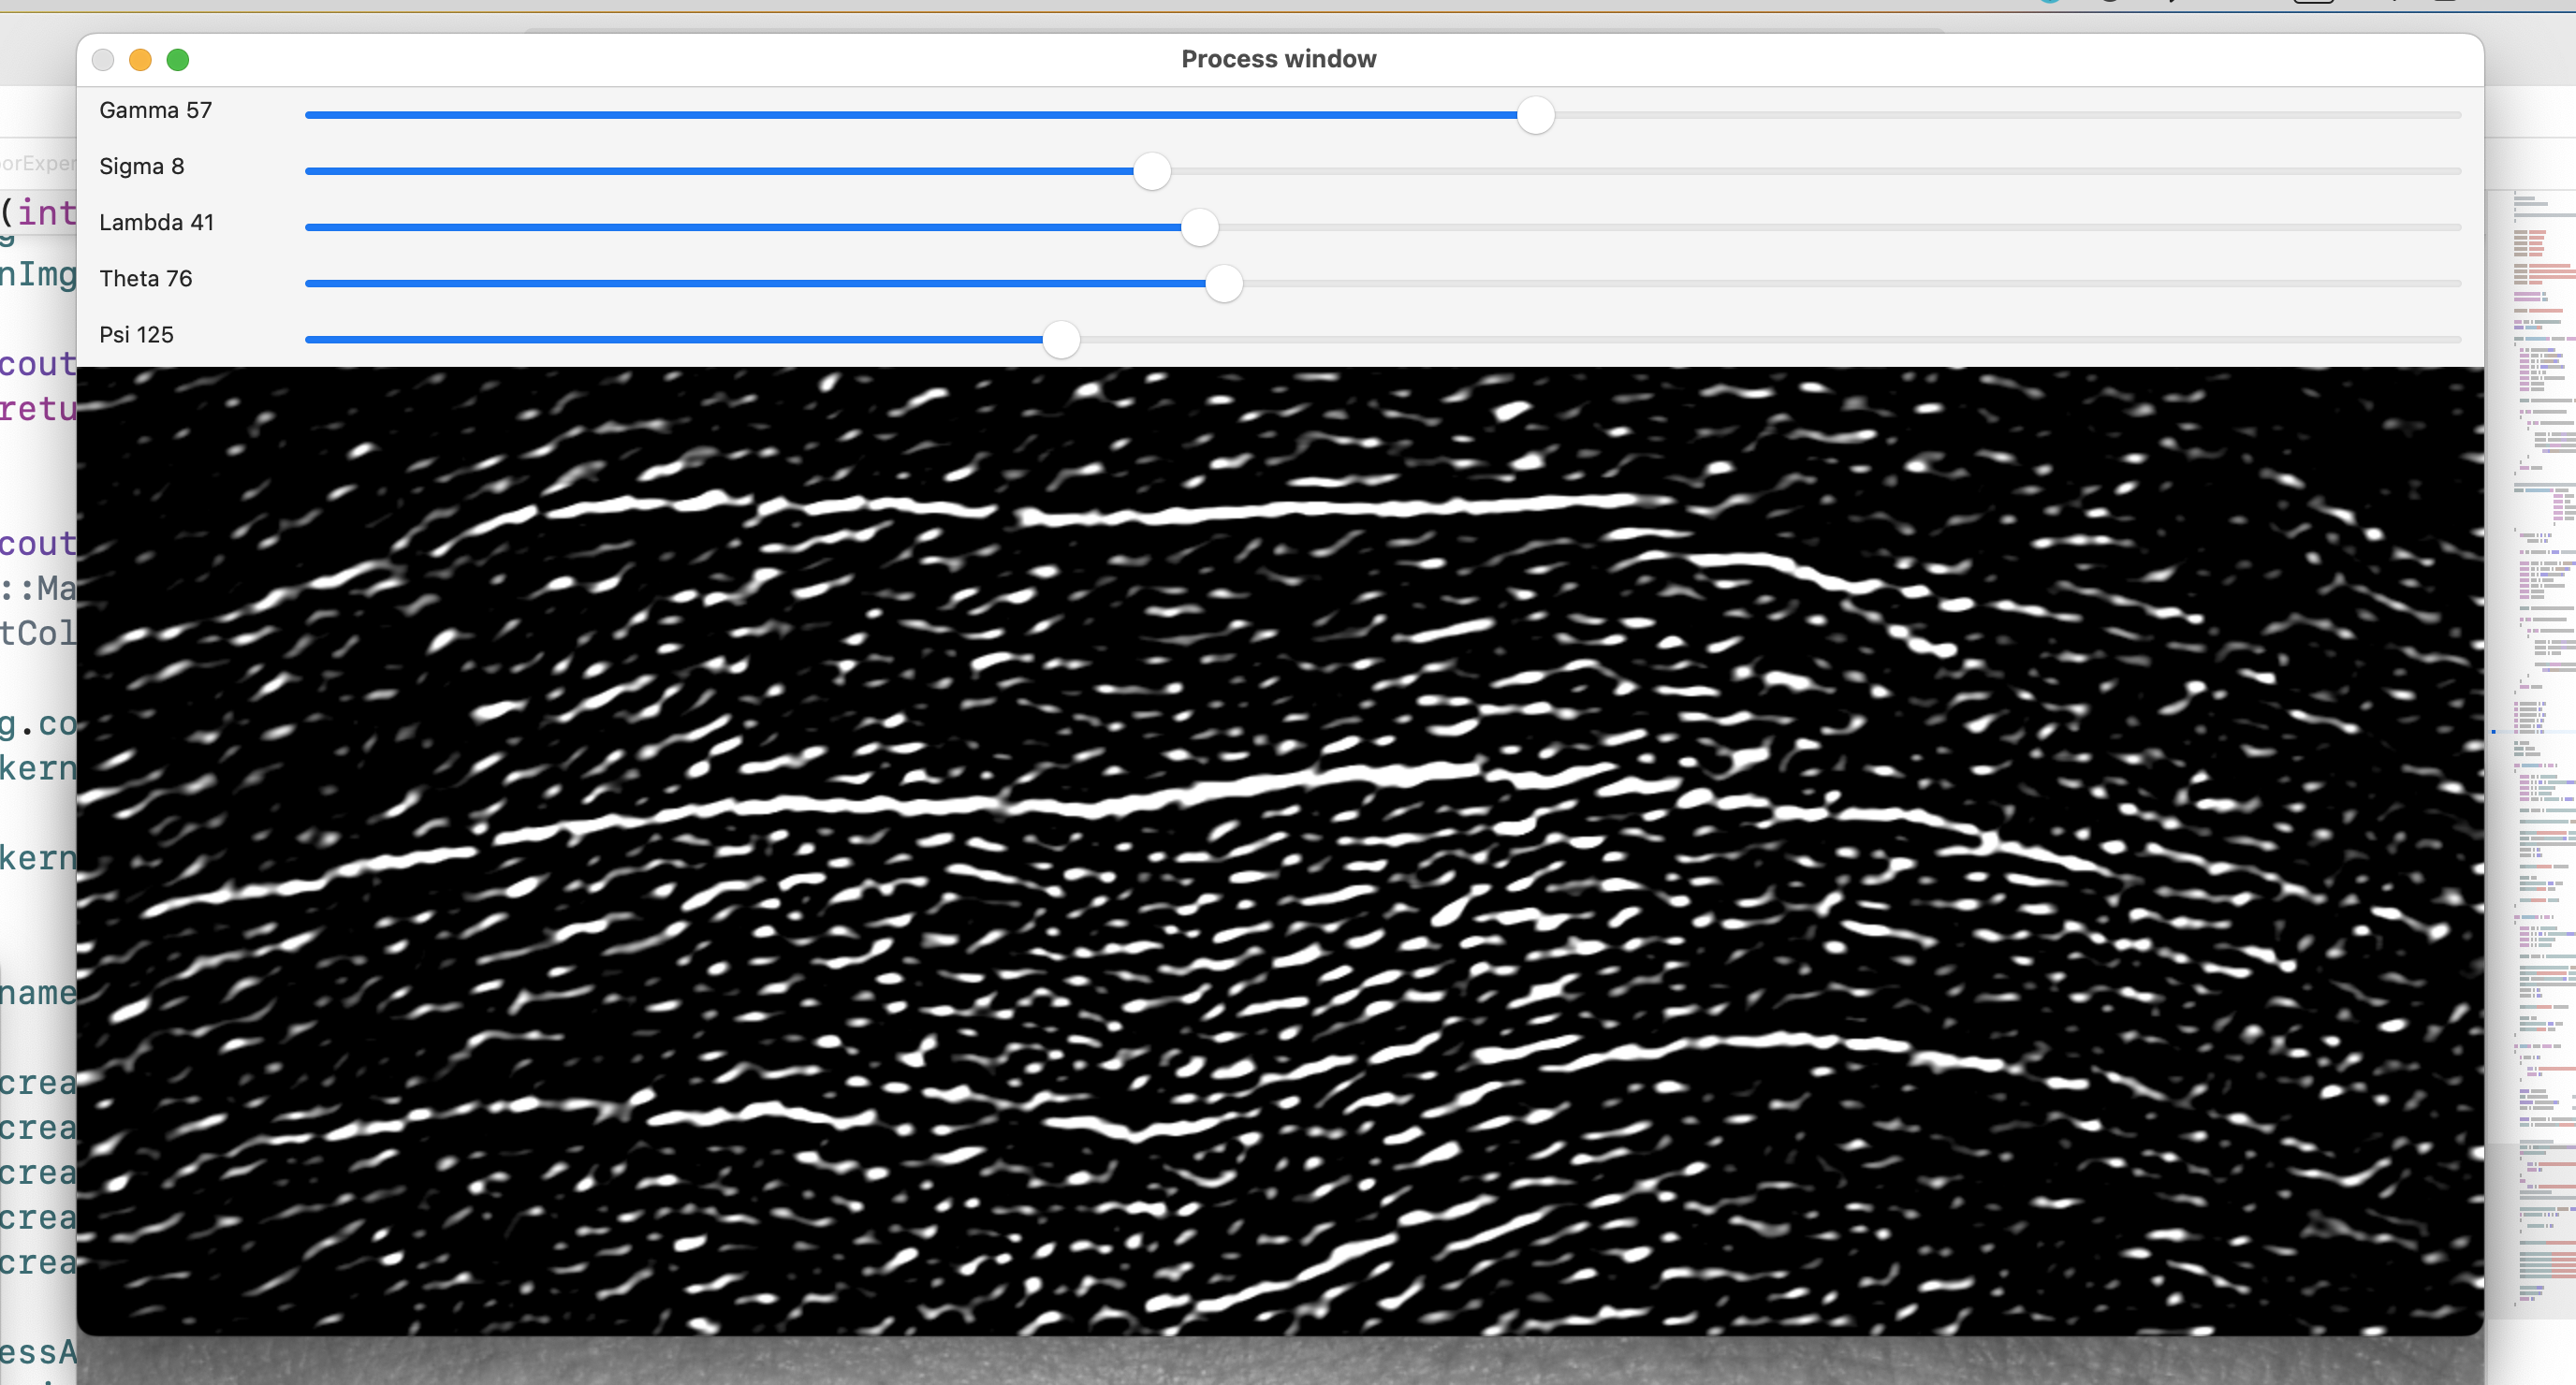 Process window
Gamma 57
Sigma 8
Lambda 41
Theta 76
Psi 125
orExper
(int
nImg
cout
retu
cout
::Ma
tCol
g.co
kern
kern
name
crea
crea
crea
crea
crea
essA